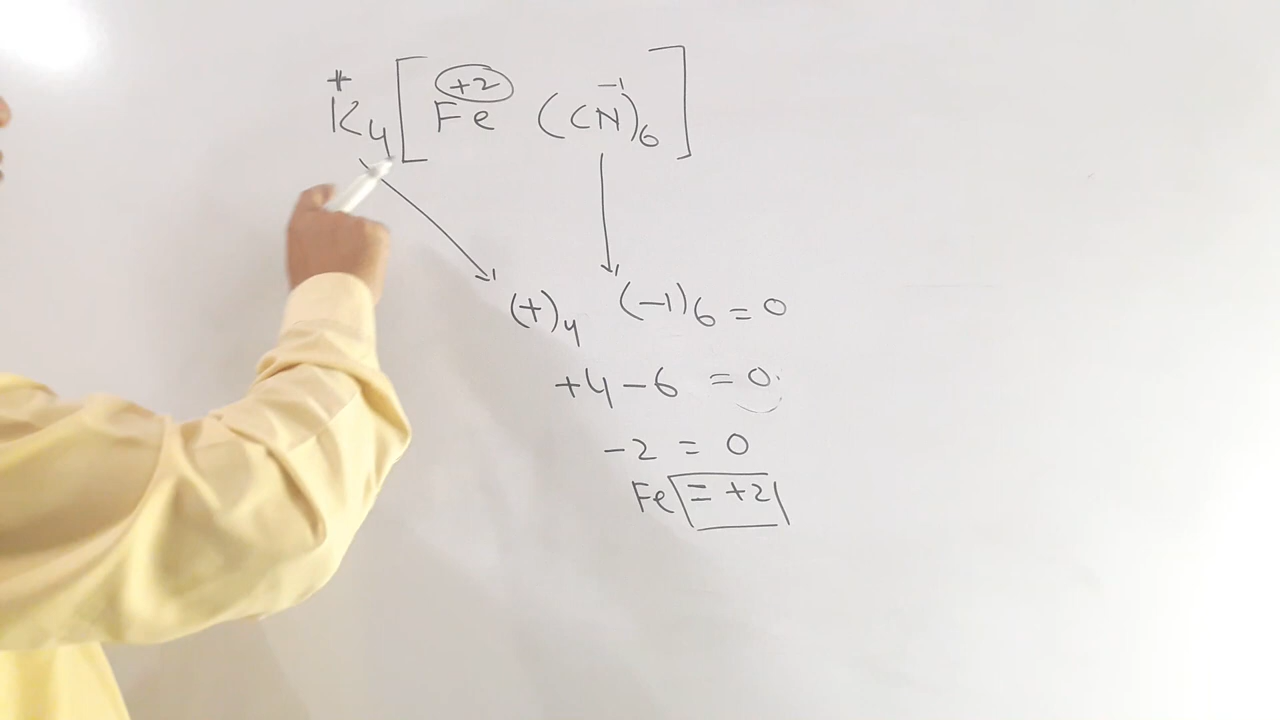 + +2 -1
K4[Fe (CN)6]
(+)4 (-1)6 = 0
+4-6 = 0.
-2 = 0
Fe = +2